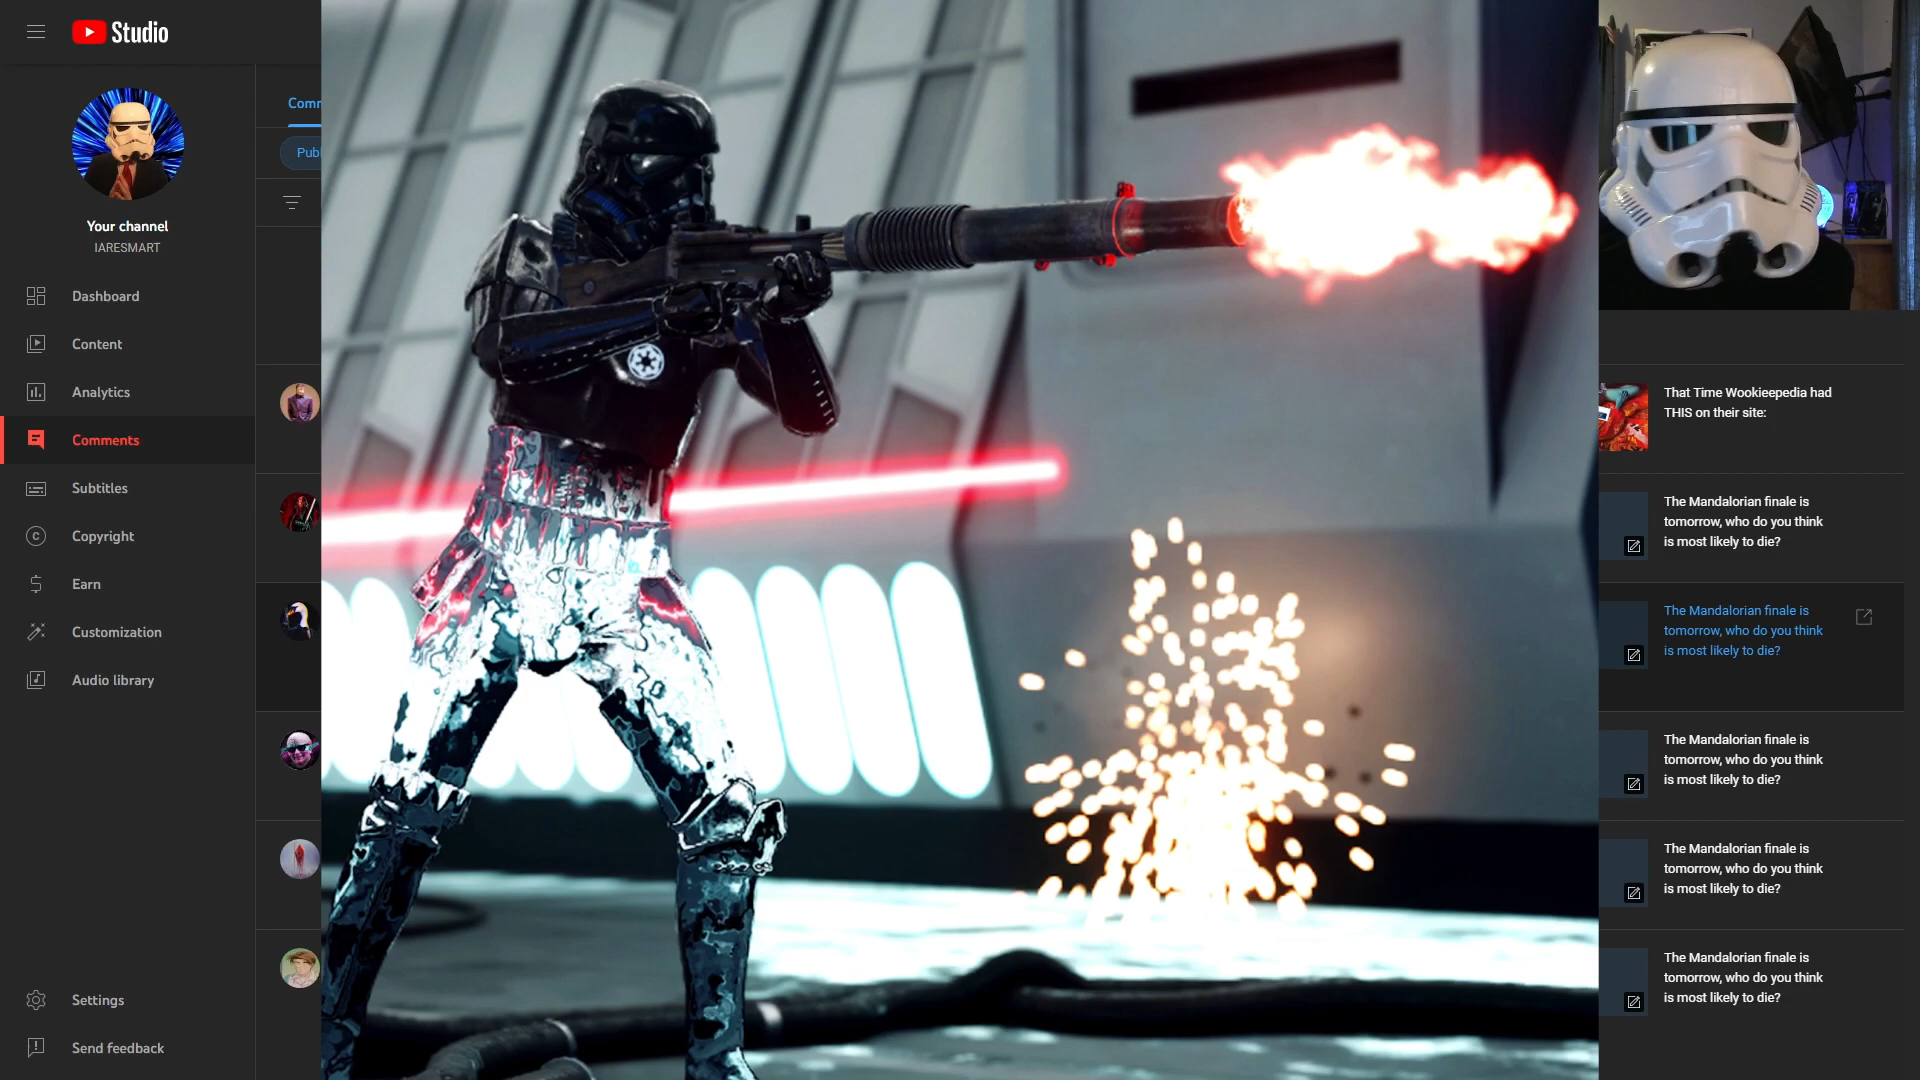 Studio
Your channel
IARESMART
Dashboard
Content
Analytics
Comments
Subtitles
Copyright
Earn
Customization
Audio library
Settings
Send feedback
Comm
Publ
That Time Wookieepedia had
THIS on their site:
The Mandalorian finale is
tomorrow, who do you think
is most likely to die?
The Mandalorian finale is
tomorrow, who do you think
is most likely to die?
The Mandalorian finale is
tomorrow, who do you think
is most likely to die?
The Mandalorian finale is
tomorrow, who do you think
is most likely to die?
The Mandalorian finale is
tomorrow, who do you think
is most likely to die?